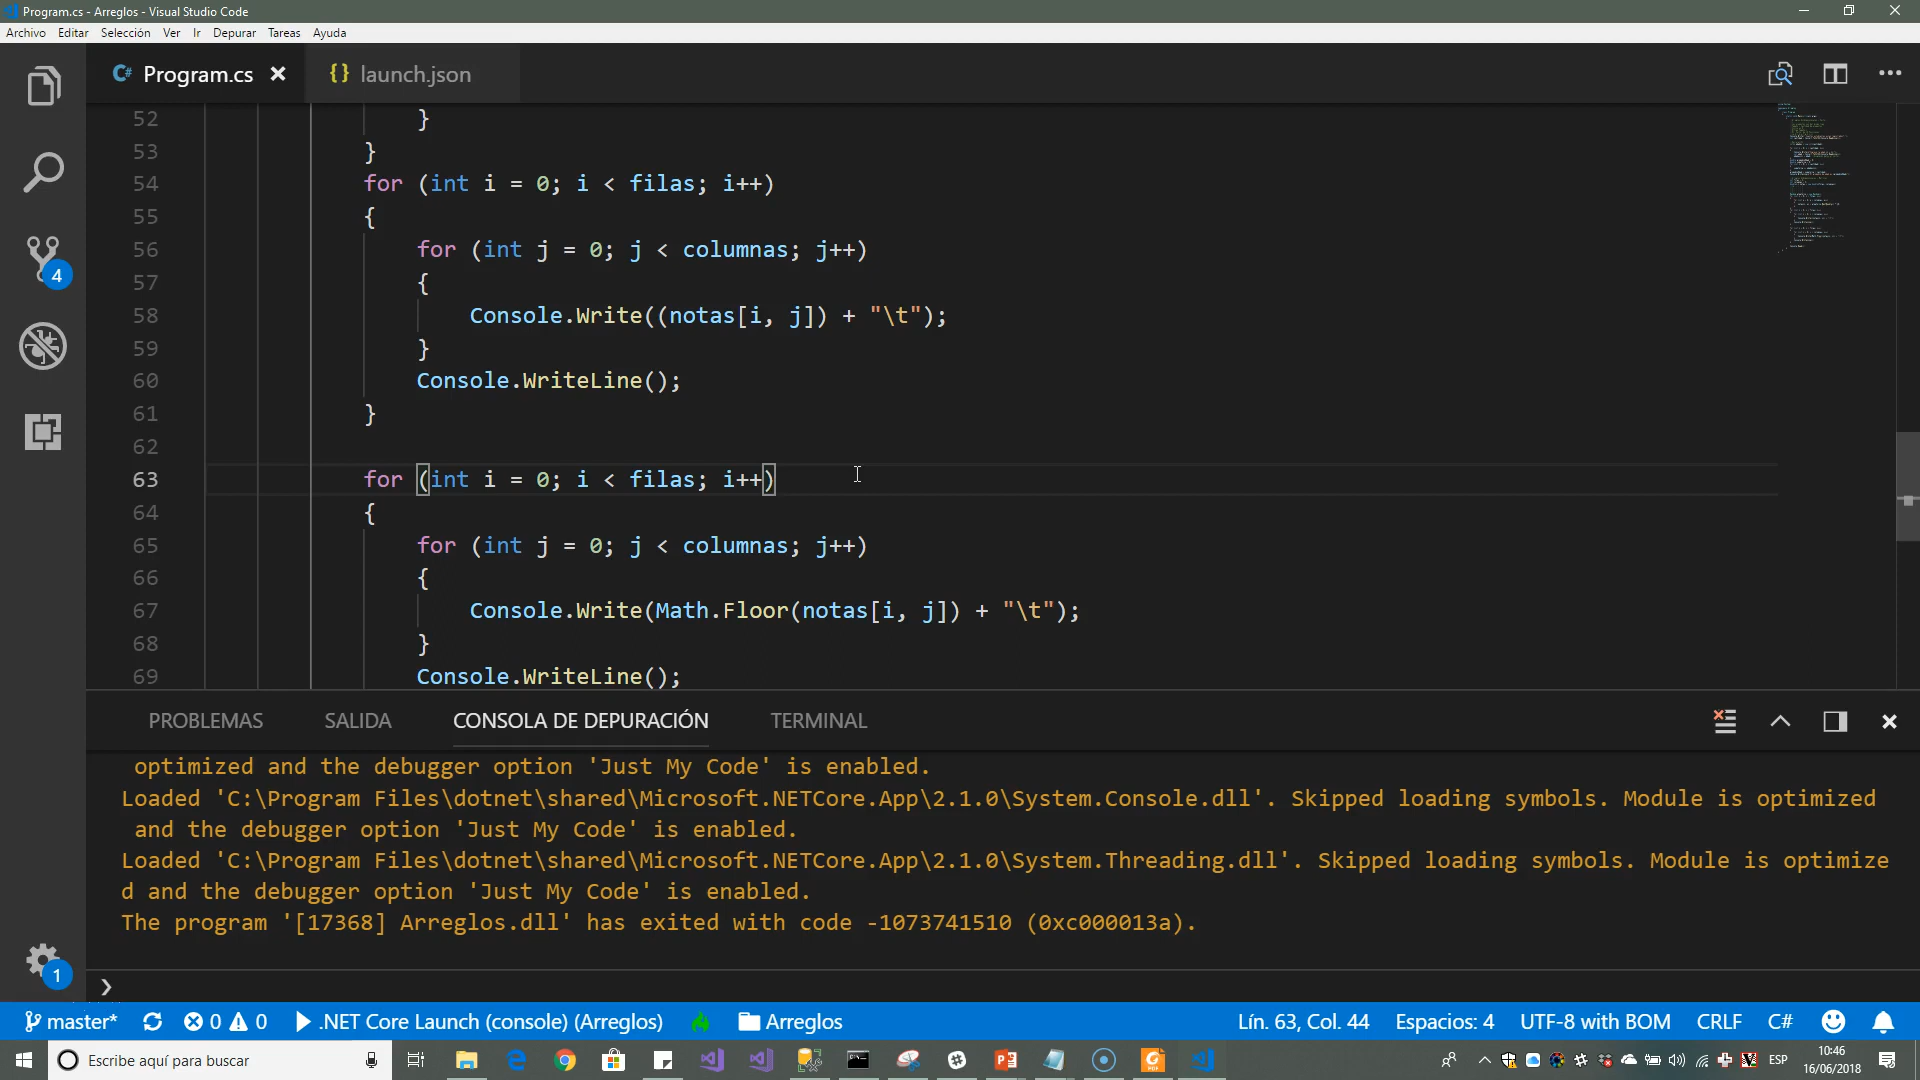 Program.cs - Arreglos - Visual Studio Code
Archivo Editar Selección Ver Ir Depurar Tareas Ayuda
C# Program.cs × {} launch.json ...
52 }
53 }
54 for (int i = 0; i < filas; i++)
55 {
56 for (int j = 0; j < columnas; j++)
57 {
58 Console.Write((notas[i, j]) + "\t");
59 }
60 Console.WriteLine();
61 }
62
63 for (int i = 0; i < filas; i++)
64 {
65 for (int j = 0; j < columnas; j++)
66 {
67 Console.Write(Math.Floor(notas[i, j]) + "\t");
68 }
69 Console.WriteLine();
4
1
PROBLEMAS SALIDA CONSOLA DE DEPURACIÓN TERMINAL
optimized and the debugger option 'Just My Code' is enabled.
Loaded 'C:\Program Files\dotnet\shared\Microsoft.NETCore.App\2.1.0\System.Console.dll'. Skipped loading symbols. Module is optimized
and the debugger option 'Just My Code' is enabled.
Loaded 'C:\Program Files\dotnet\shared\Microsoft.NETCore.App\2.1.0\System.Threading.dll'. Skipped loading symbols. Module is optimize
d and the debugger option 'Just My Code' is enabled.
The program '[17368] Arreglos.dll' has exited with code -1073741510 (0xc000013a).
❯
master* 0 0 .NET Core Launch (console) (Arreglos) Arreglos Lín. 63, Col. 44 Espacios: 4 UTF-8 with BOM CRLF C#
Escribe aquí para buscar ESP 10:46
16/06/2018